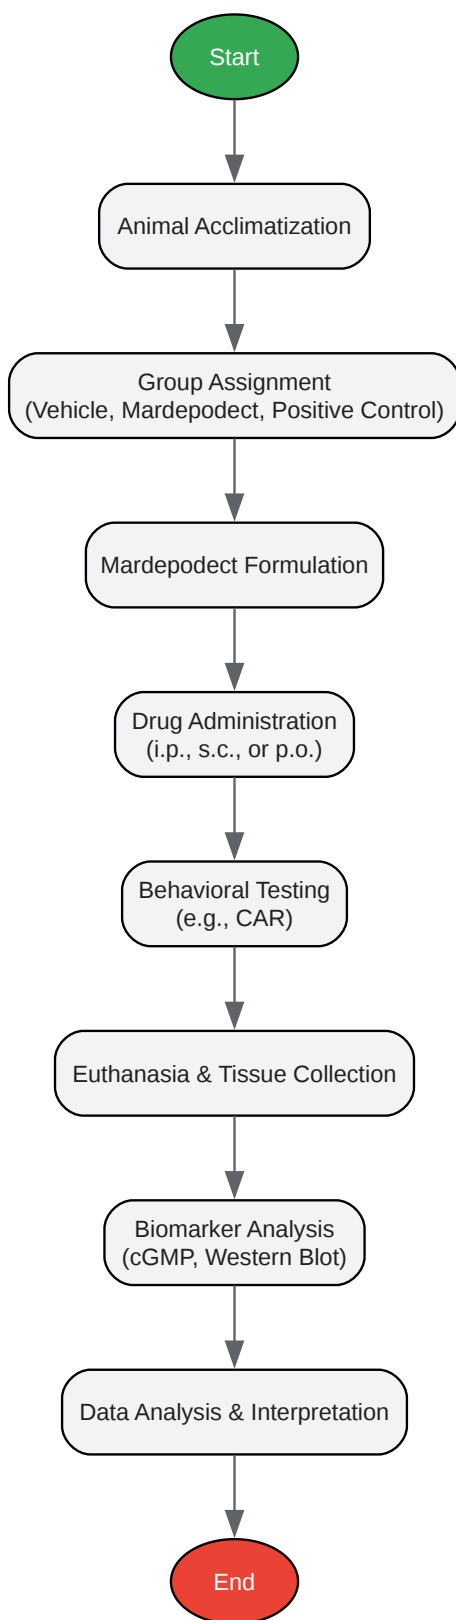 Start
Animal Acclimatization
Group Assignment
(Vehicle, Mardepodect, Positive Control)
Mardepodect Formulation
Drug Administration
(i.p., s.c., or p.o.)
Behavioral Testing
(e.g., CAR)
Euthanasia & Tissue Collection
Biomarker Analysis
(cGMP, Western Blot)
Data Analysis & Interpretation
End